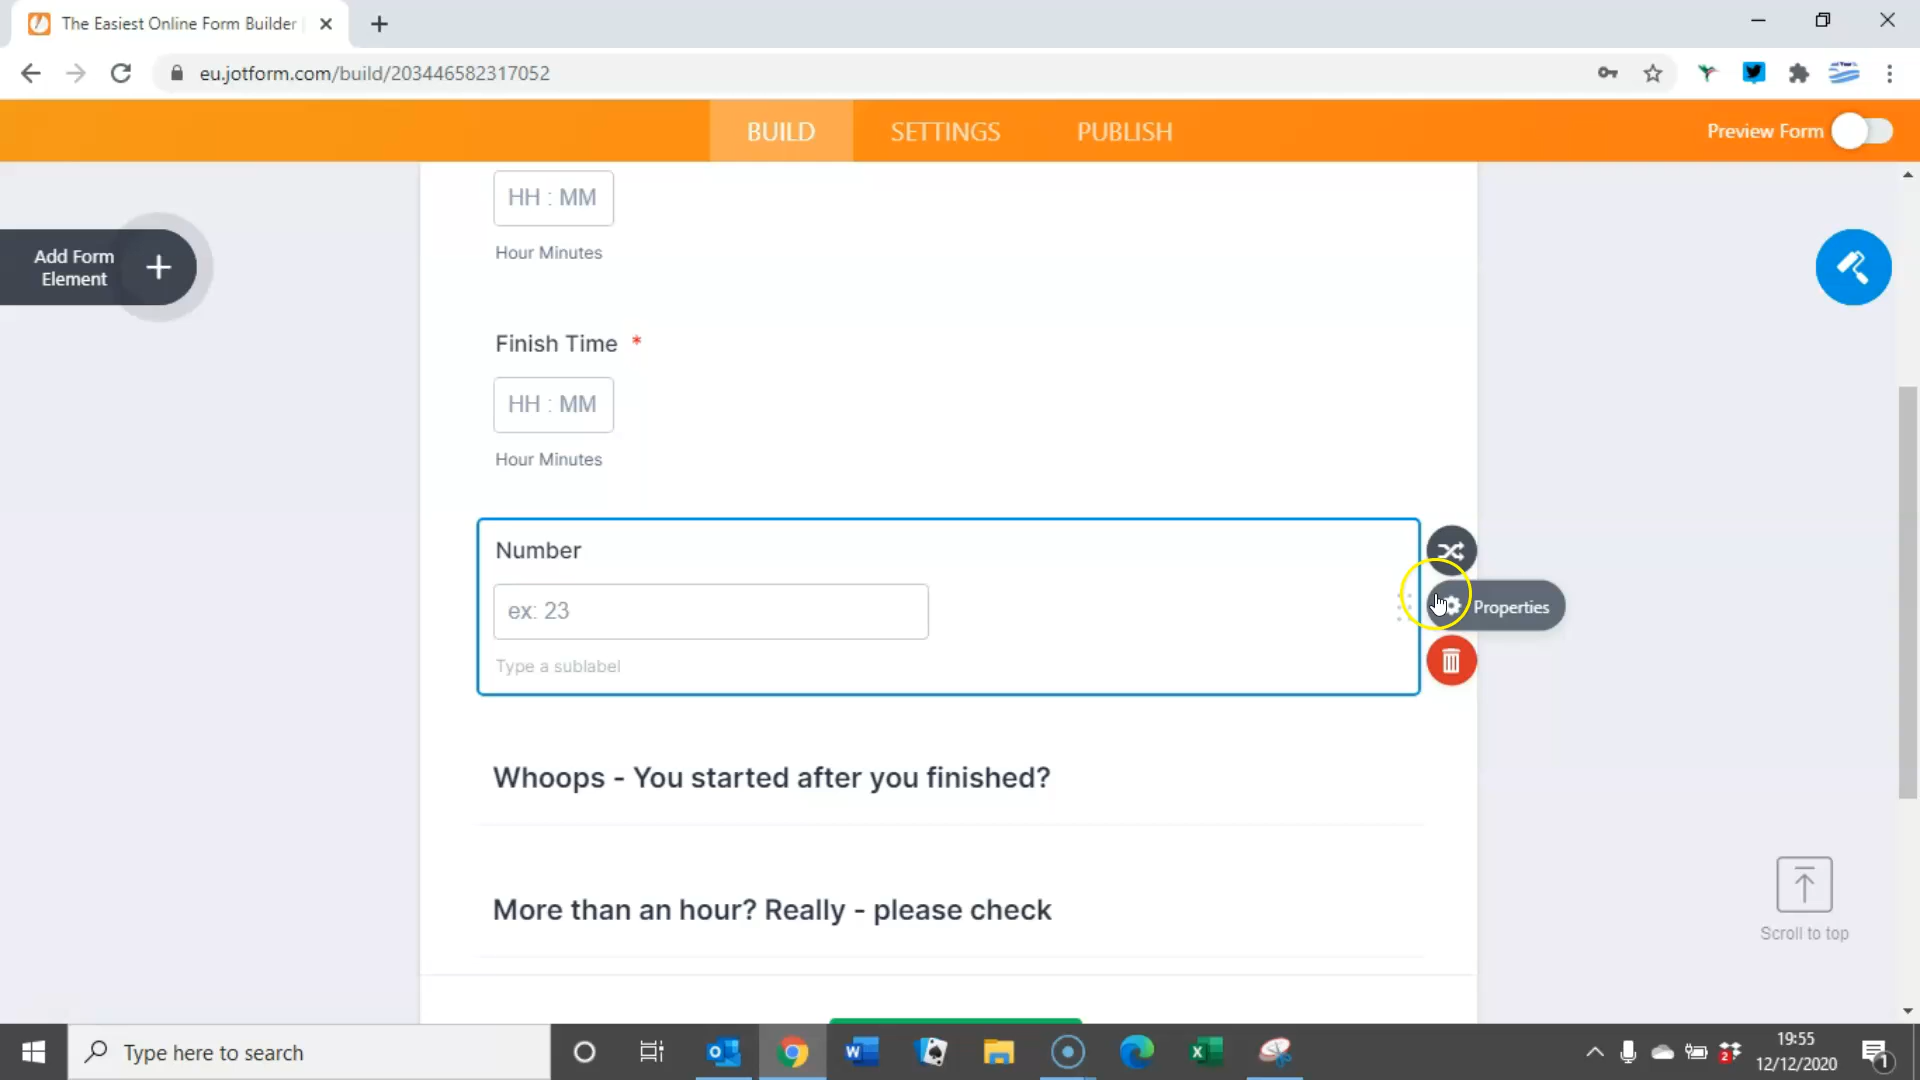 The Easiest Online Form Builder
eu.jotform.com/build/203446582317052
BUILD
SETTINGS
PUBLISH
Preview Form
Add Form
Element
HH : MM
Hour Minutes
Finish Time *
HH : MM
Hour Minutes
Number
ex: 23
Type a sublabel
Properties
Whoops - You started after you finished?
More than an hour? Really - please check
Scroll to top
Type here to search
19:55
12/12/2020
2
1